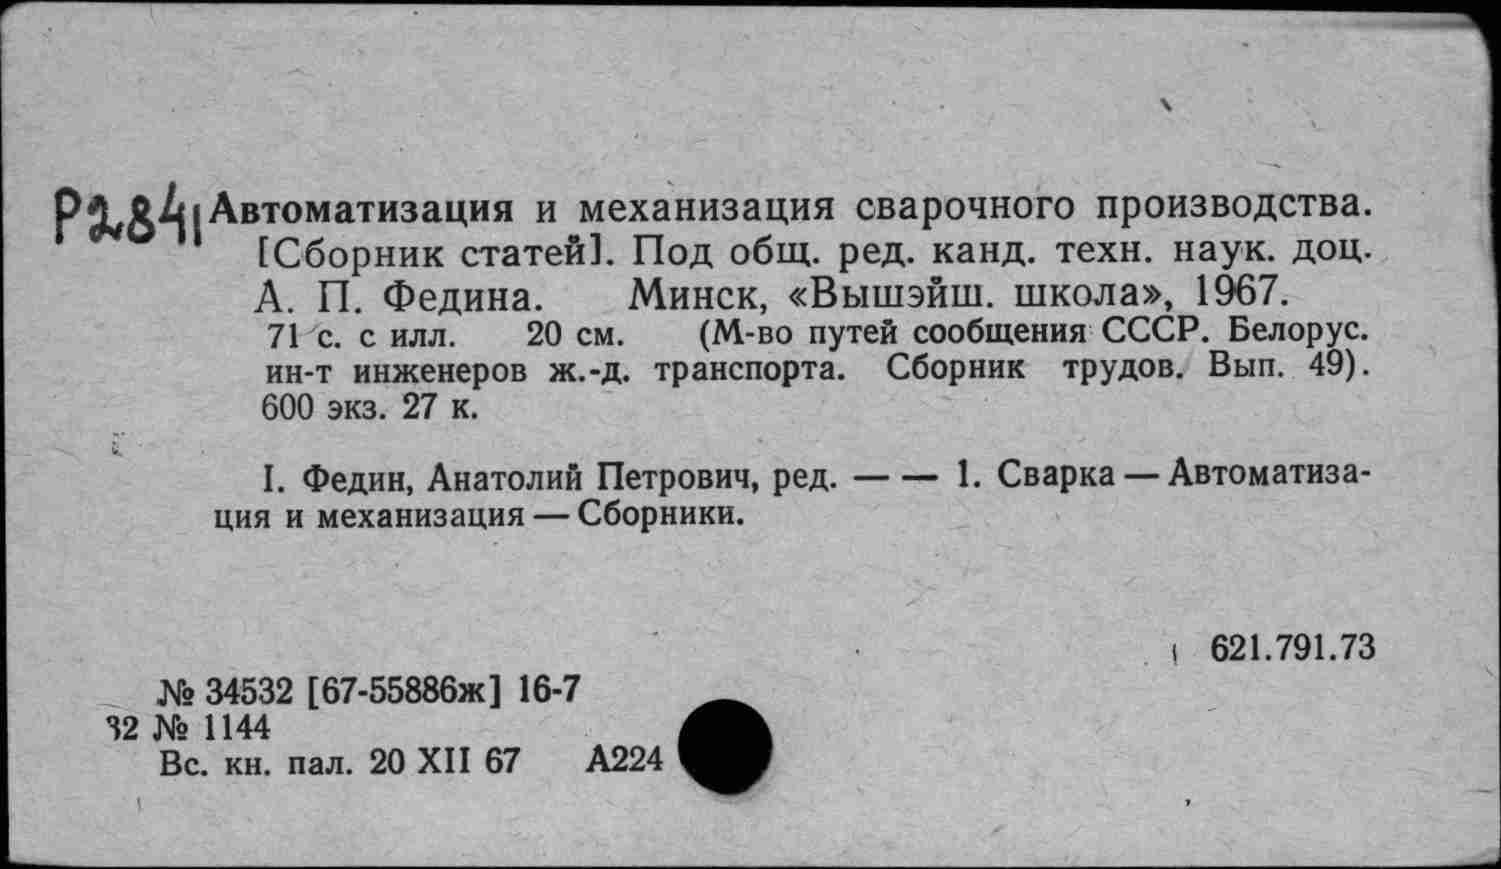 Р2.841 Автоматизация и механизация сварочного производства.
[Сборник статей]. Под общ. ред. канд. техн. наук. доц.
А. П. Федина. Минск, «Вышэйш. школа», 1967.
71 с. с илл. 20 см. (М-во путей сообщения СССР. Белорус.
ин-т инженеров ж.-д. транспорта. Сборник трудов. Вып. 49).
600 экз. 27 к.
I. Федин, Анатолий Петрович, ред. — — 1. Сварка — Автоматиза-
ция и механизация — Сборники.
621.791.73
№ 34532 [67-55886ж] 16-7
32 № 1144
Вс. кн. пал. 20 XII 67 А224